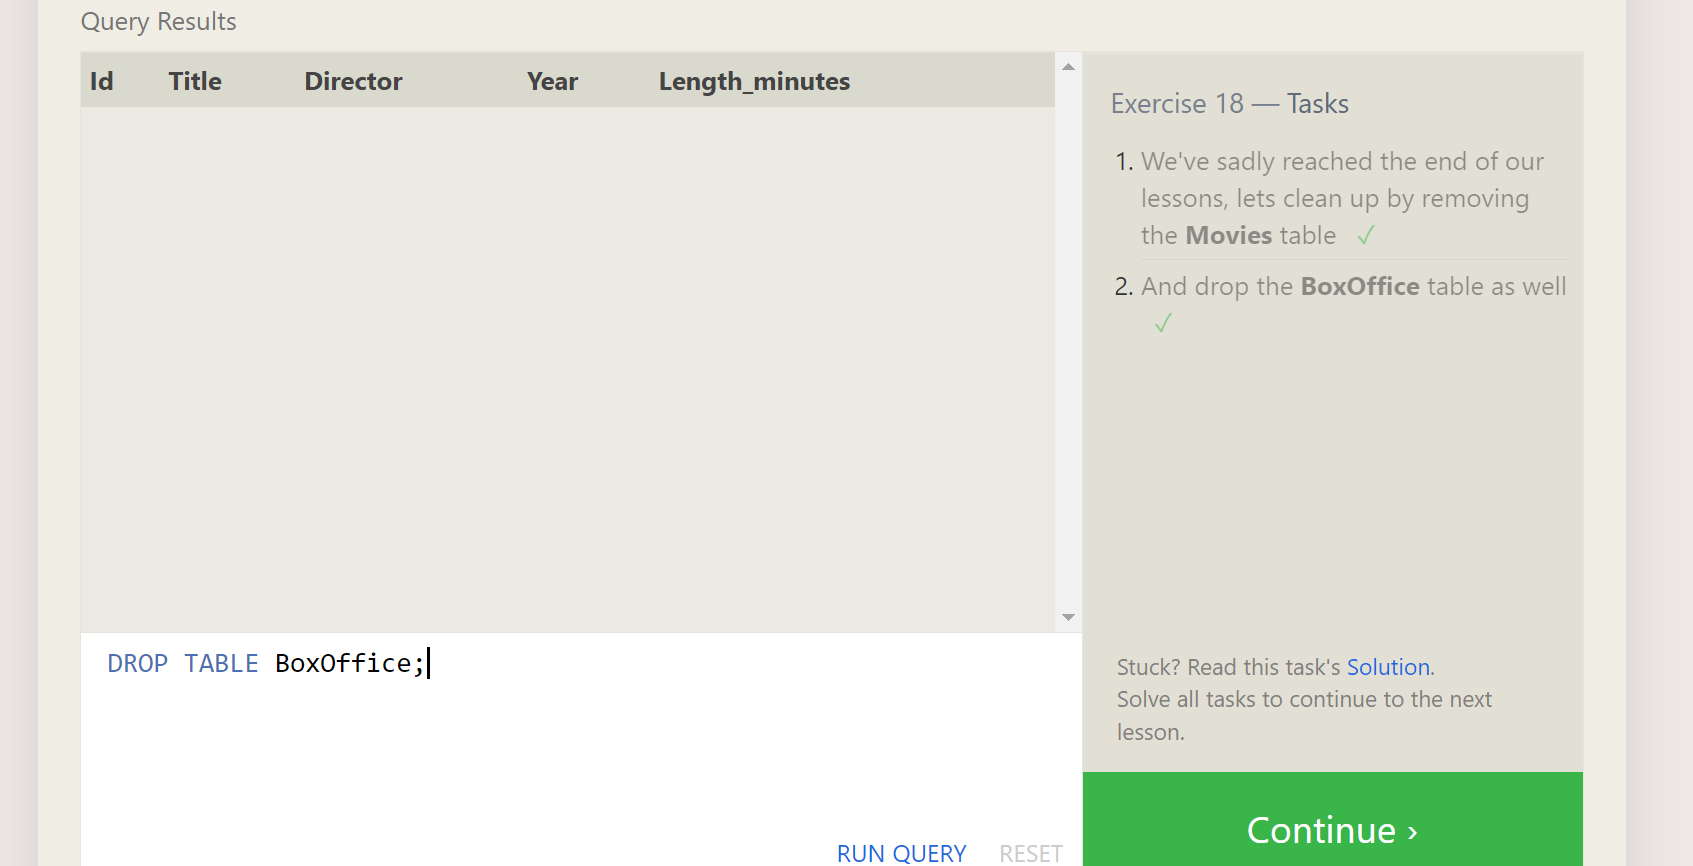 Query Results
Id Title Director Year Length_minutes
Exercise 18 — Tasks
1. We've sadly reached the end of our
lessons, lets clean up by removing
the Movies table ✓
2. And drop the BoxOffice table as well
✓
DROP TABLE BoxOffice;
Stuck? Read this task's Solution.
Solve all tasks to continue to the next
lesson.
RUN QUERY RESET
Continue ›